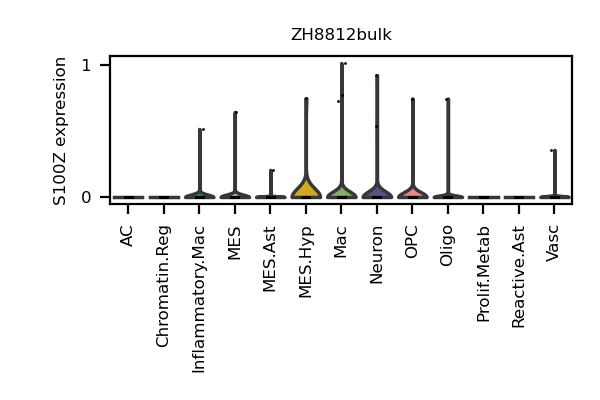 ZH8812bulk
S100Z expression
1
0
AC
Chromatin.Reg
Inflammatory.Mac
MES
MES.Ast
MES.Hyp
Mac
Neuron
OPC
Oligo
Prolif.Metab
Reactive.Ast
Vasc